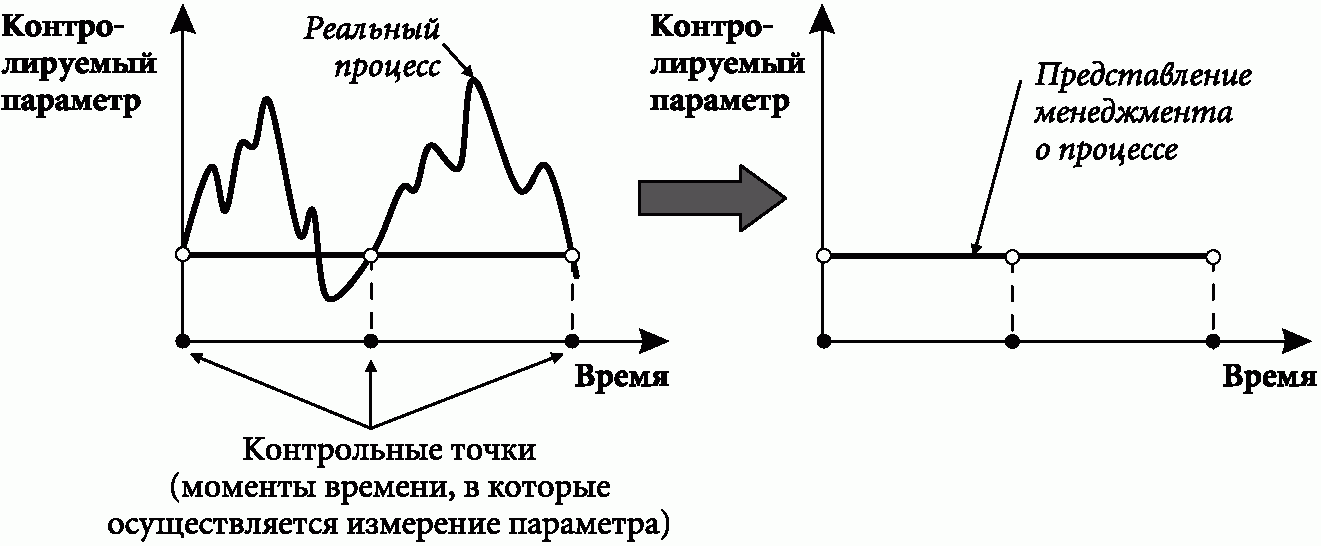 Контро-
лируемый
параметр
Реальный
процесс
Время
Контрольные точки
(моменты времени, в которые
осуществляется измерение параметра)
Контро-
лируемый
параметр
Представление
менеджмента
о процессе
Время